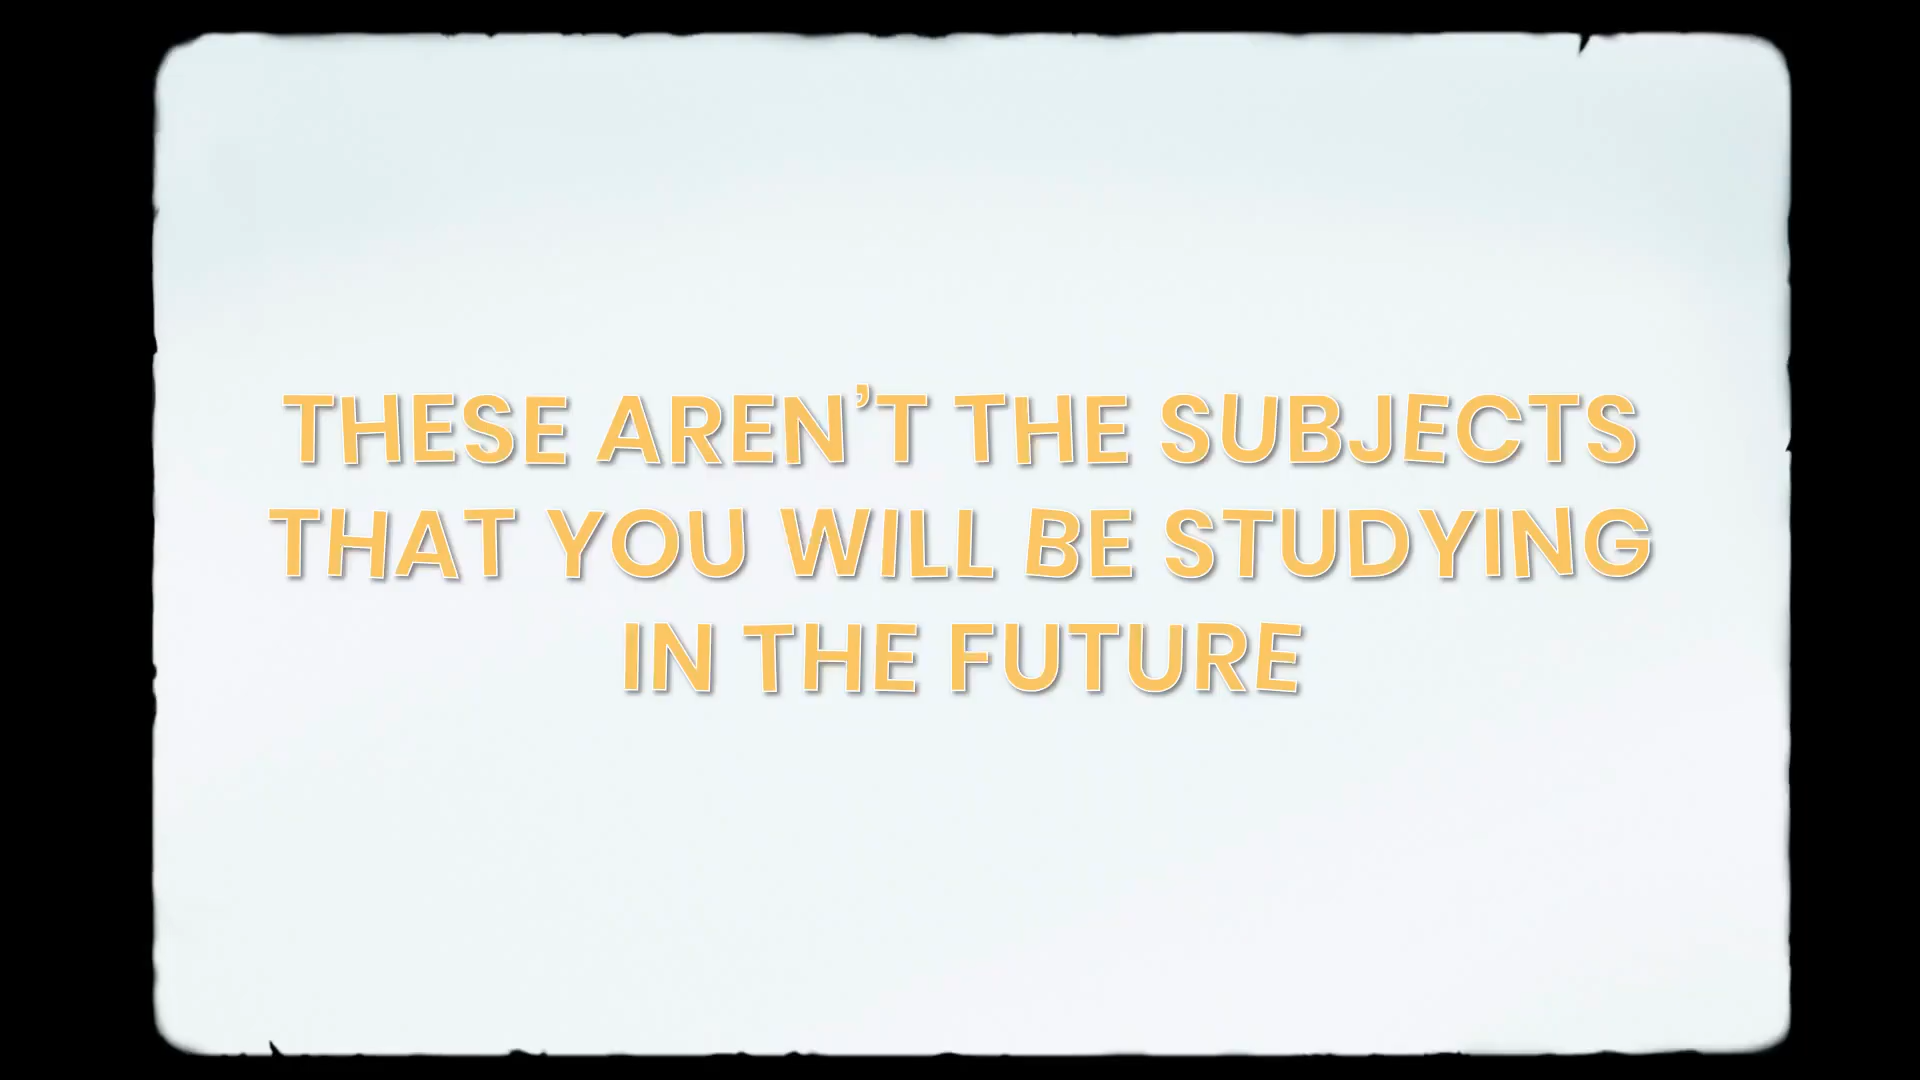 THESE AREN’T THE SUBJECTS
THAT YOU WILL BE STUDYING
IN THE FUTURE